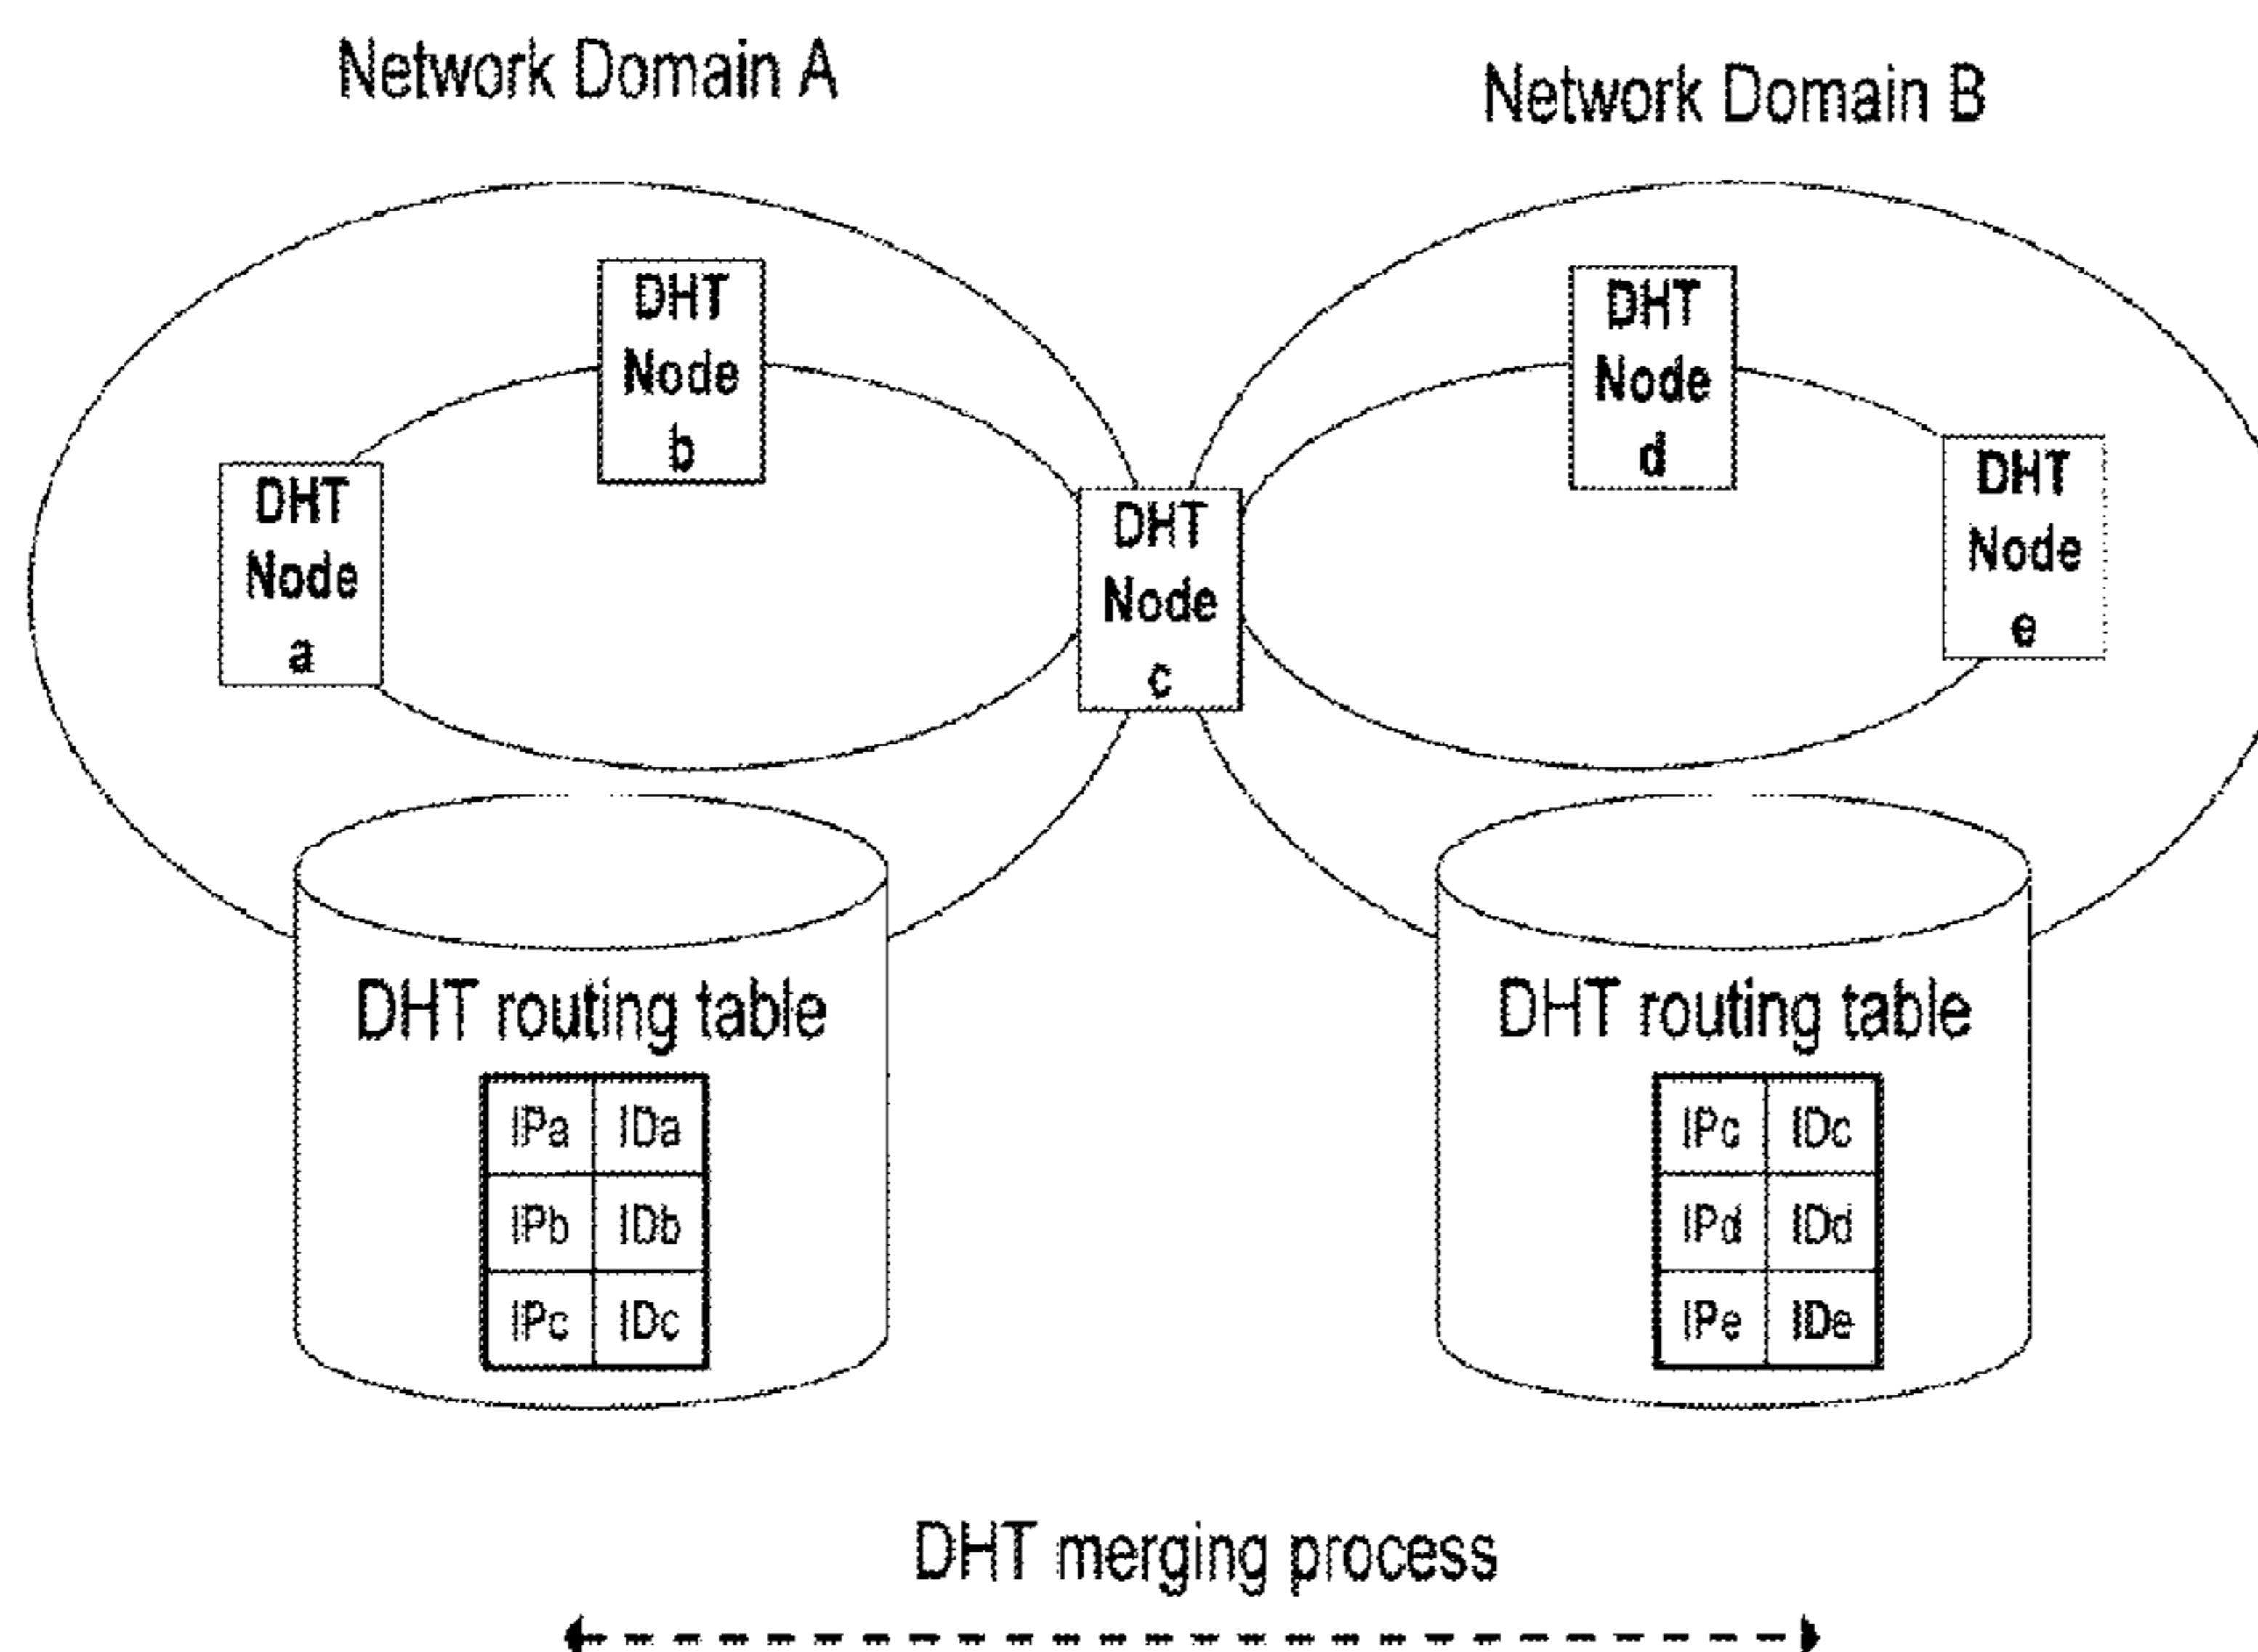 Network Domain A
Network Domain B
DHT
Node
b
DHT
Node
d
DHT
Node
a
DHT
Node
c
DHT
Node
e
DHT routing table
IPa IDa
IPb IDb
IPc IDc
DHT routing table
IPc IDc
IPd IDd
IPe IDe
DHT merging process